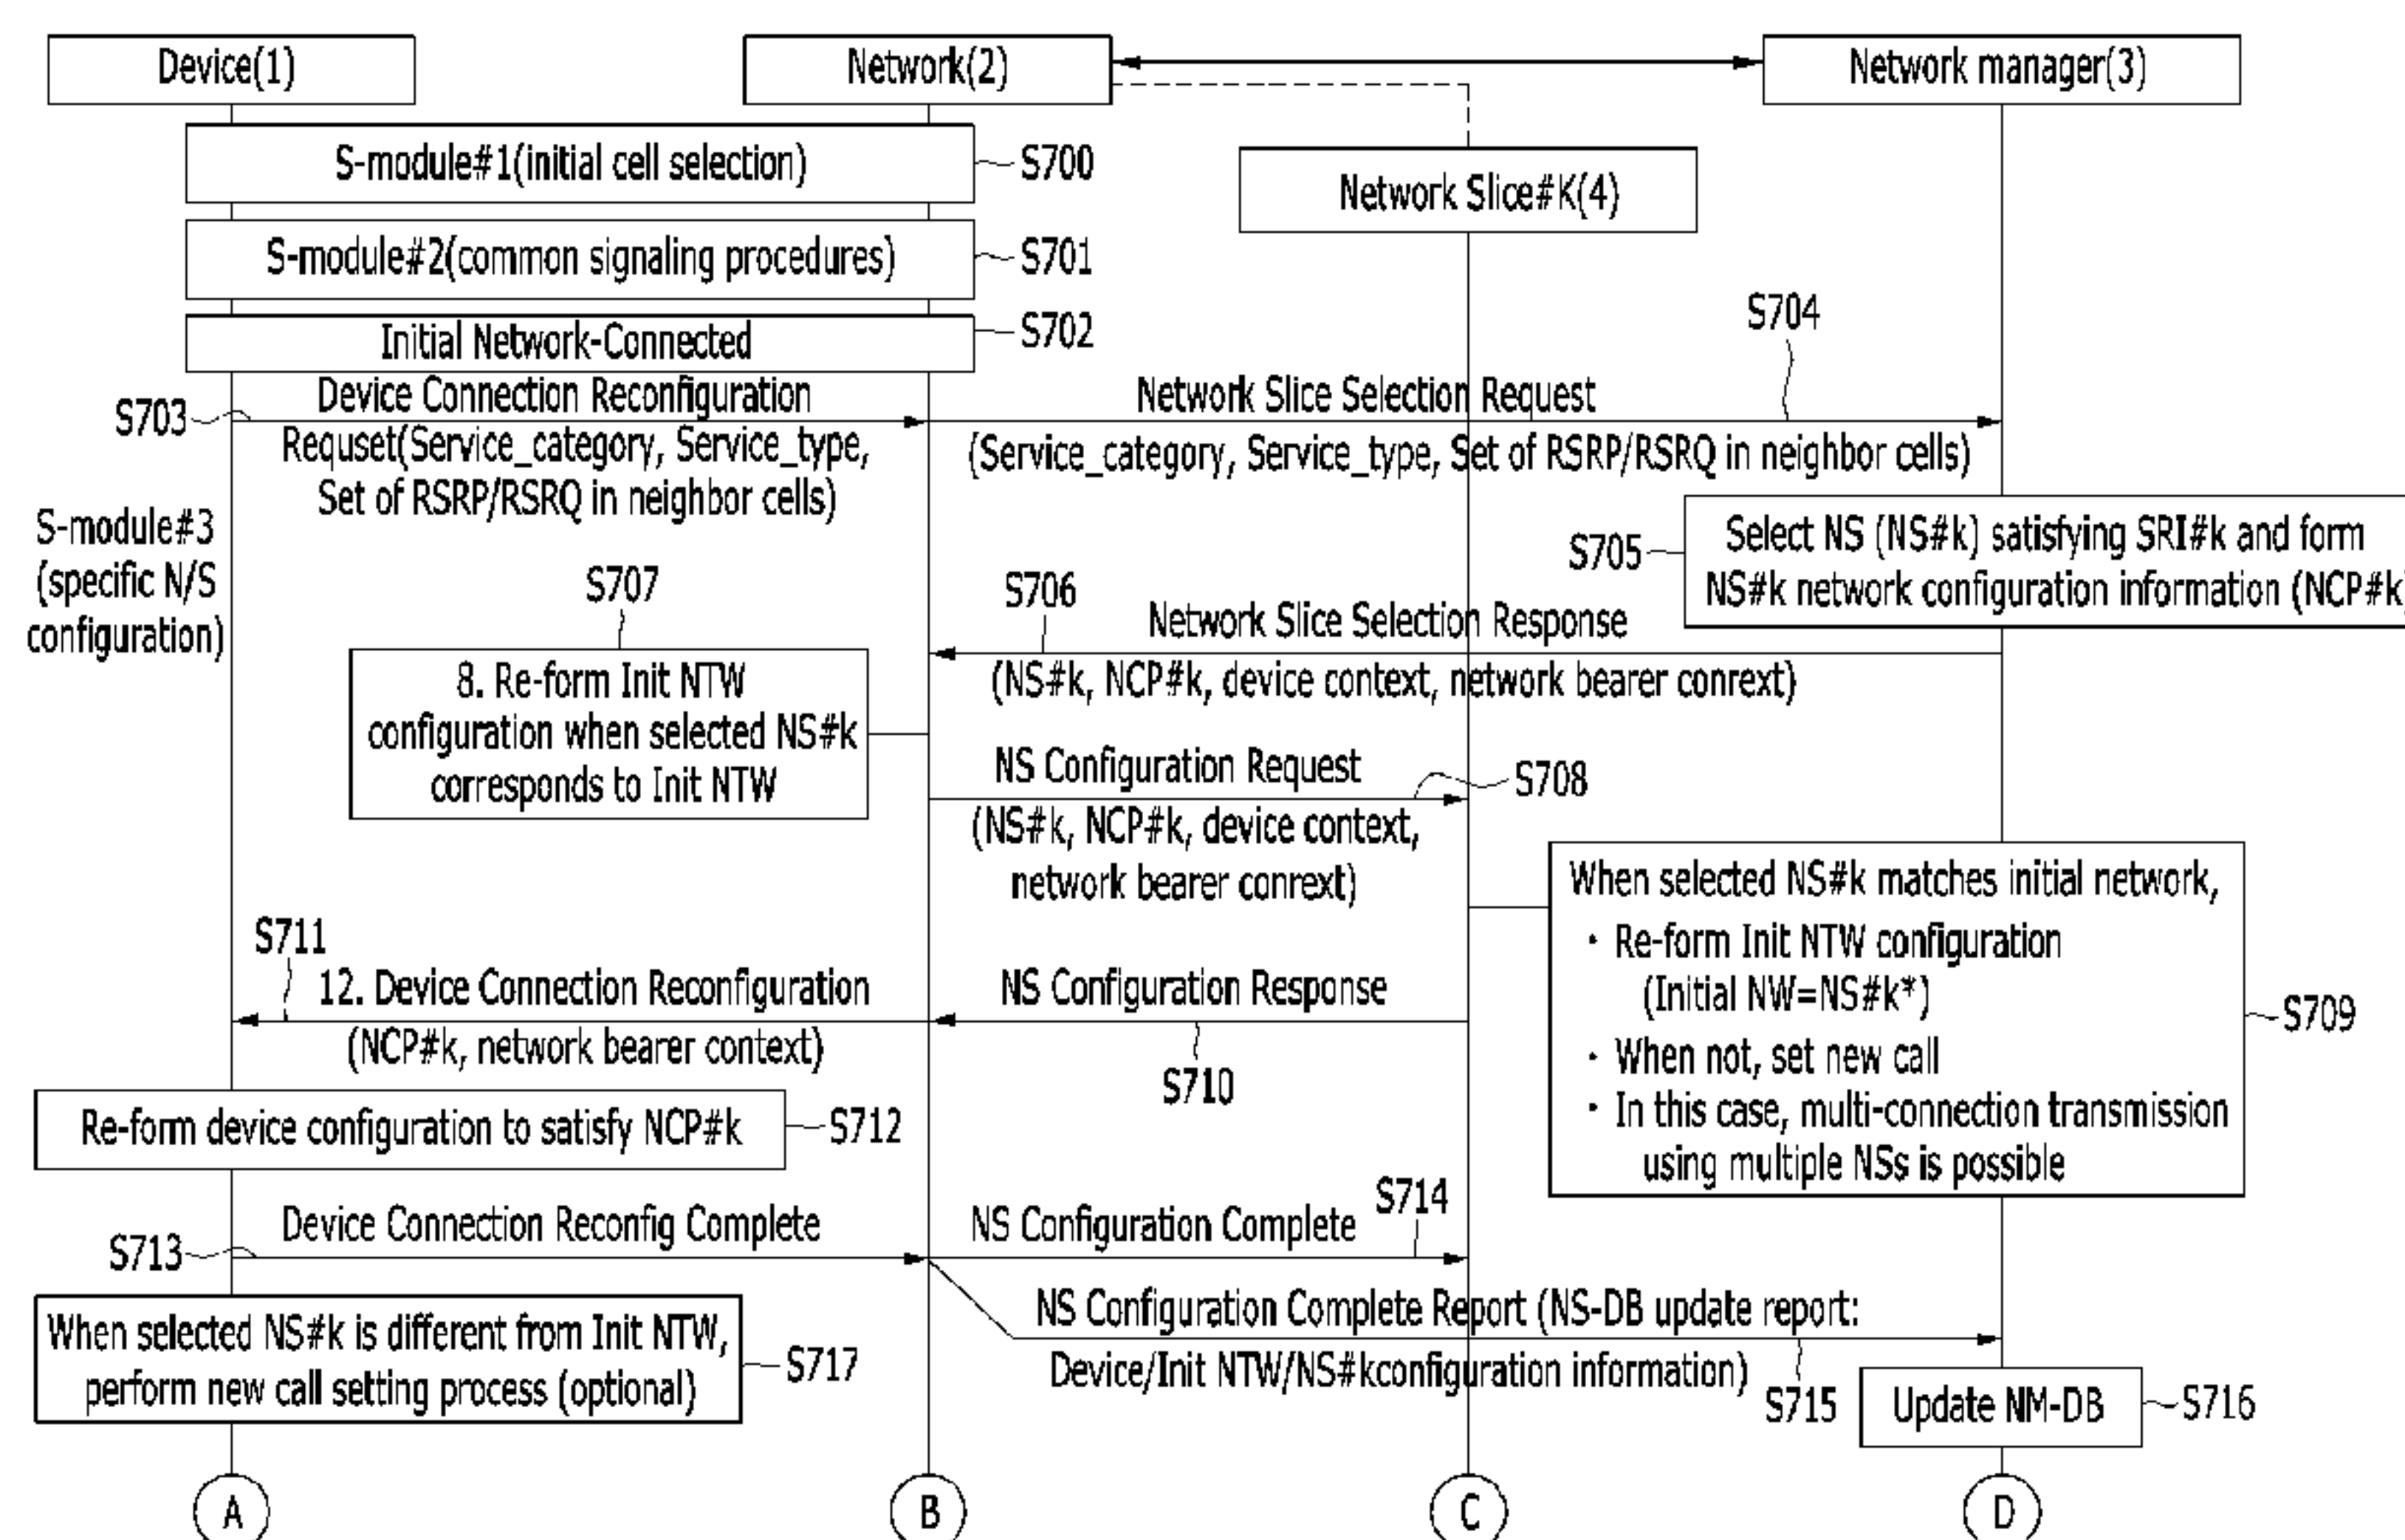 Device(1)
Network(2)
Network manager(3)
S-module#1(initial cell selection)
S700
Network Slice#K(4)
S-module#2(common signaling procedures)
S701
Initial Network-Connected
S702
S704
S703
Device Connection Reconfiguration
Requset(Service_category, Service_type,
Set of RSRP/RSRQ in neighbor cells)
Network Slice Selection Request
(Service_category, Service_type, Set of RSRP/RSRQ in neighbor cells)
S-module#3
(specific N/S
configuration)
S705
Select NS (NS#k) satisfying SRI#k and form
NS#k network configuration information (NCP#k)
S707
S706
Network Slice Selection Response
(NS#k, NCP#k, device context, network bearer conrext)
8. Re-form Init NTW
configuration when selected NS#k
corresponds to Init NTW
NS Configuration Request
S708
(NS#k, NCP#k, device context,
network bearer conrext)
When selected NS#k matches initial network,
· Re-form Init NTW configuration
(Initial NW=NS#k*)
· When not, set new call
· In this case, multi-connection transmission
using multiple NSs is possible
S709
S711
12. Device Connection Reconfiguration
(NCP#k, network bearer context)
NS Configuration Response
S710
Re-form device configuration to satisfy NCP#k
S712
S713
Device Connection Reconfig Complete
NS Configuration Complete
S714
NS Configuration Complete Report (NS-DB update report:
Device/Init NTW/NS#kconfiguration information)
S715
When selected NS#k is different from Init NTW,
perform new call setting process (optional)
S717
Update NM-DB
S716
A
B
C
D